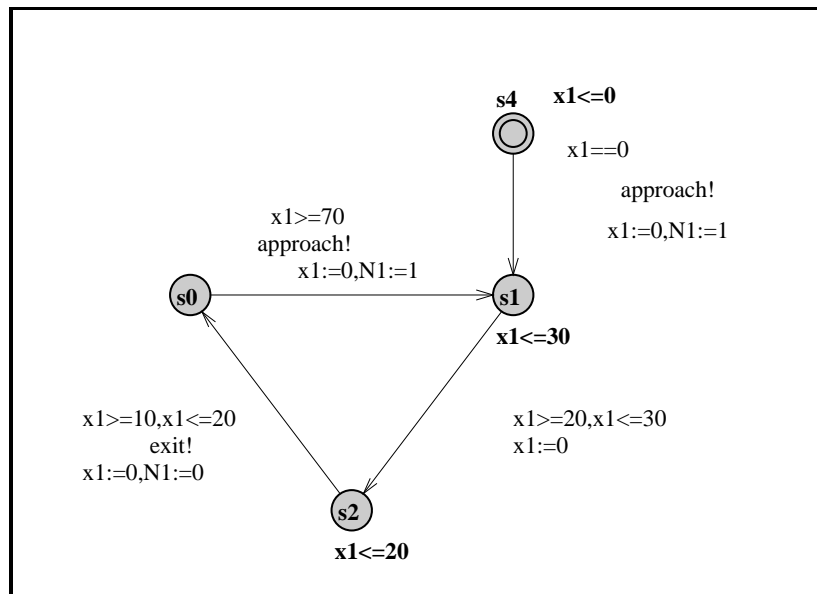 s4 x1<=0
x1==0
approach!
x1:=0,N1:=1
x1>=70
approach!
x1:=0,N1:=1
s0
s1
x1<=30
x1>=10,x1<=20
exit!
x1:=0,N1:=0
x1>=20,x1<=30
x1:=0
s2
x1<=20